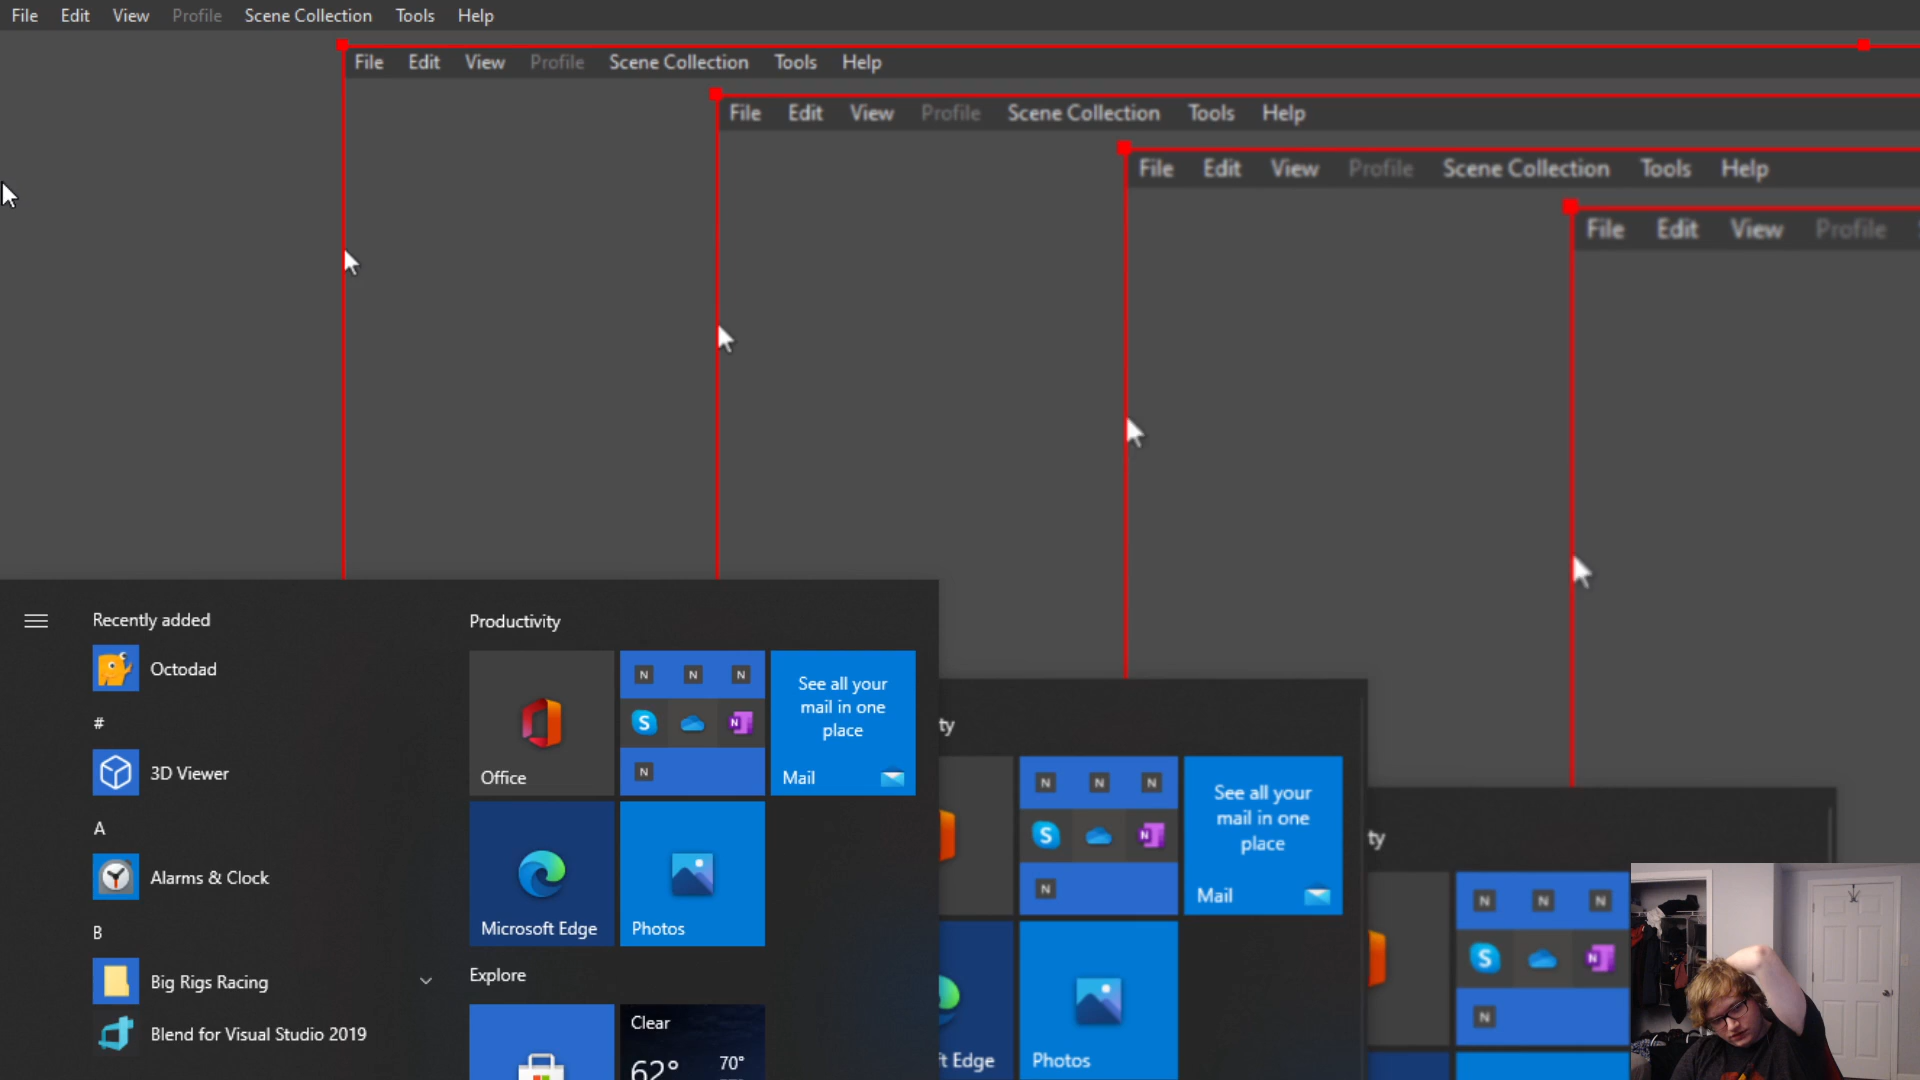 File Edit View Profile Scene Collection Tools Help
File Edit View Profile Scene Collection Tools Help
File Edit View Profile Scene Collection Tools Help
File Edit View Profile Scene Collection Tools Help
File Edit View Profile
Recently added
Octodad
#
3D Viewer
A
Alarms & Clock
B
Big Rigs Racing
Blend for Visual Studio 2019
Productivity
Office
N N N
S N
N
See all your
mail in one
place
Mail
Microsoft Edge
Photos
Explore
Clear
62° 70°
ty
N N N
S N
N
See all your
mail in one
place
Mail
ft Edge
Photos
ty
N N N
S N
N